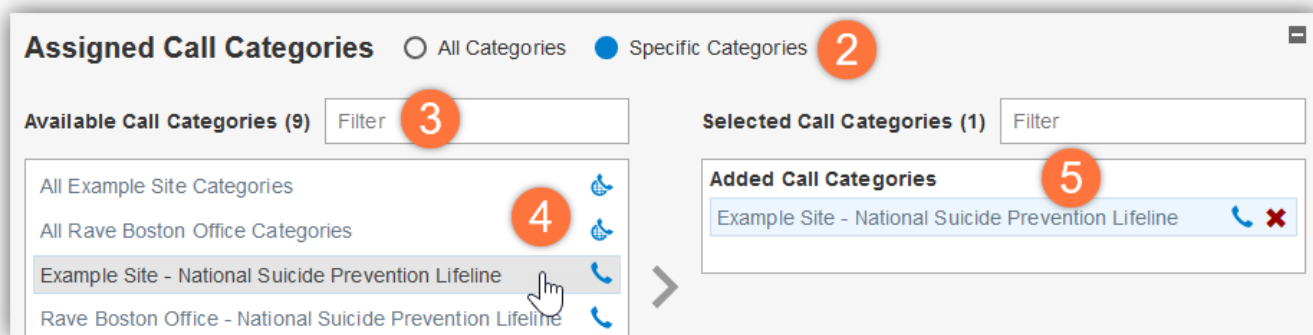 Assigned Call Categories All Categories Specific Categories 2
Available Call Categories (9) Filter 3
All Example Site Categories
All Rave Boston Office Categories
4
Example Site - National Suicide Prevention Lifeline
Rave Boston Office - National Suicide Prevention Lifeline
Selected Call Categories (1) Filter
Added Call Categories 5
Example Site - National Suicide Prevention Lifeline